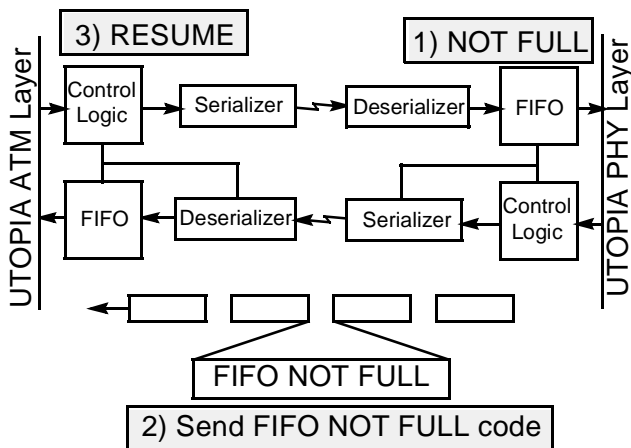 3) RESUME
1) NOT FULL
UTOPIA ATM Layer
Control
Logic
Serializer
Deserializer
FIFO
UTOPIA PHY Layer
FIFO
Deserializer
Serializer
Control
Logic
FIFO NOT FULL
2) Send FIFO NOT FULL code